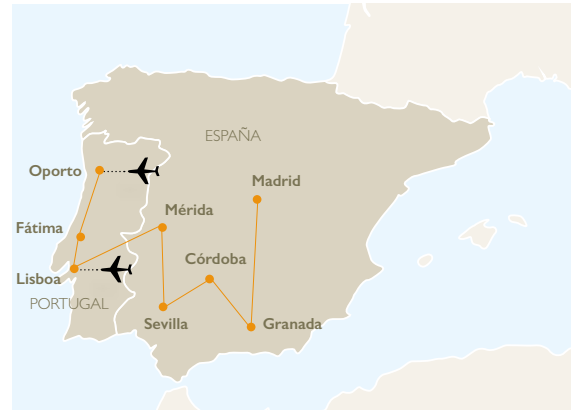 ESPAÑA
Oporto
Madrid
Mérida
Fátima
Córdoba
Lisboa
PORTUGAL
Sevilla
Granada